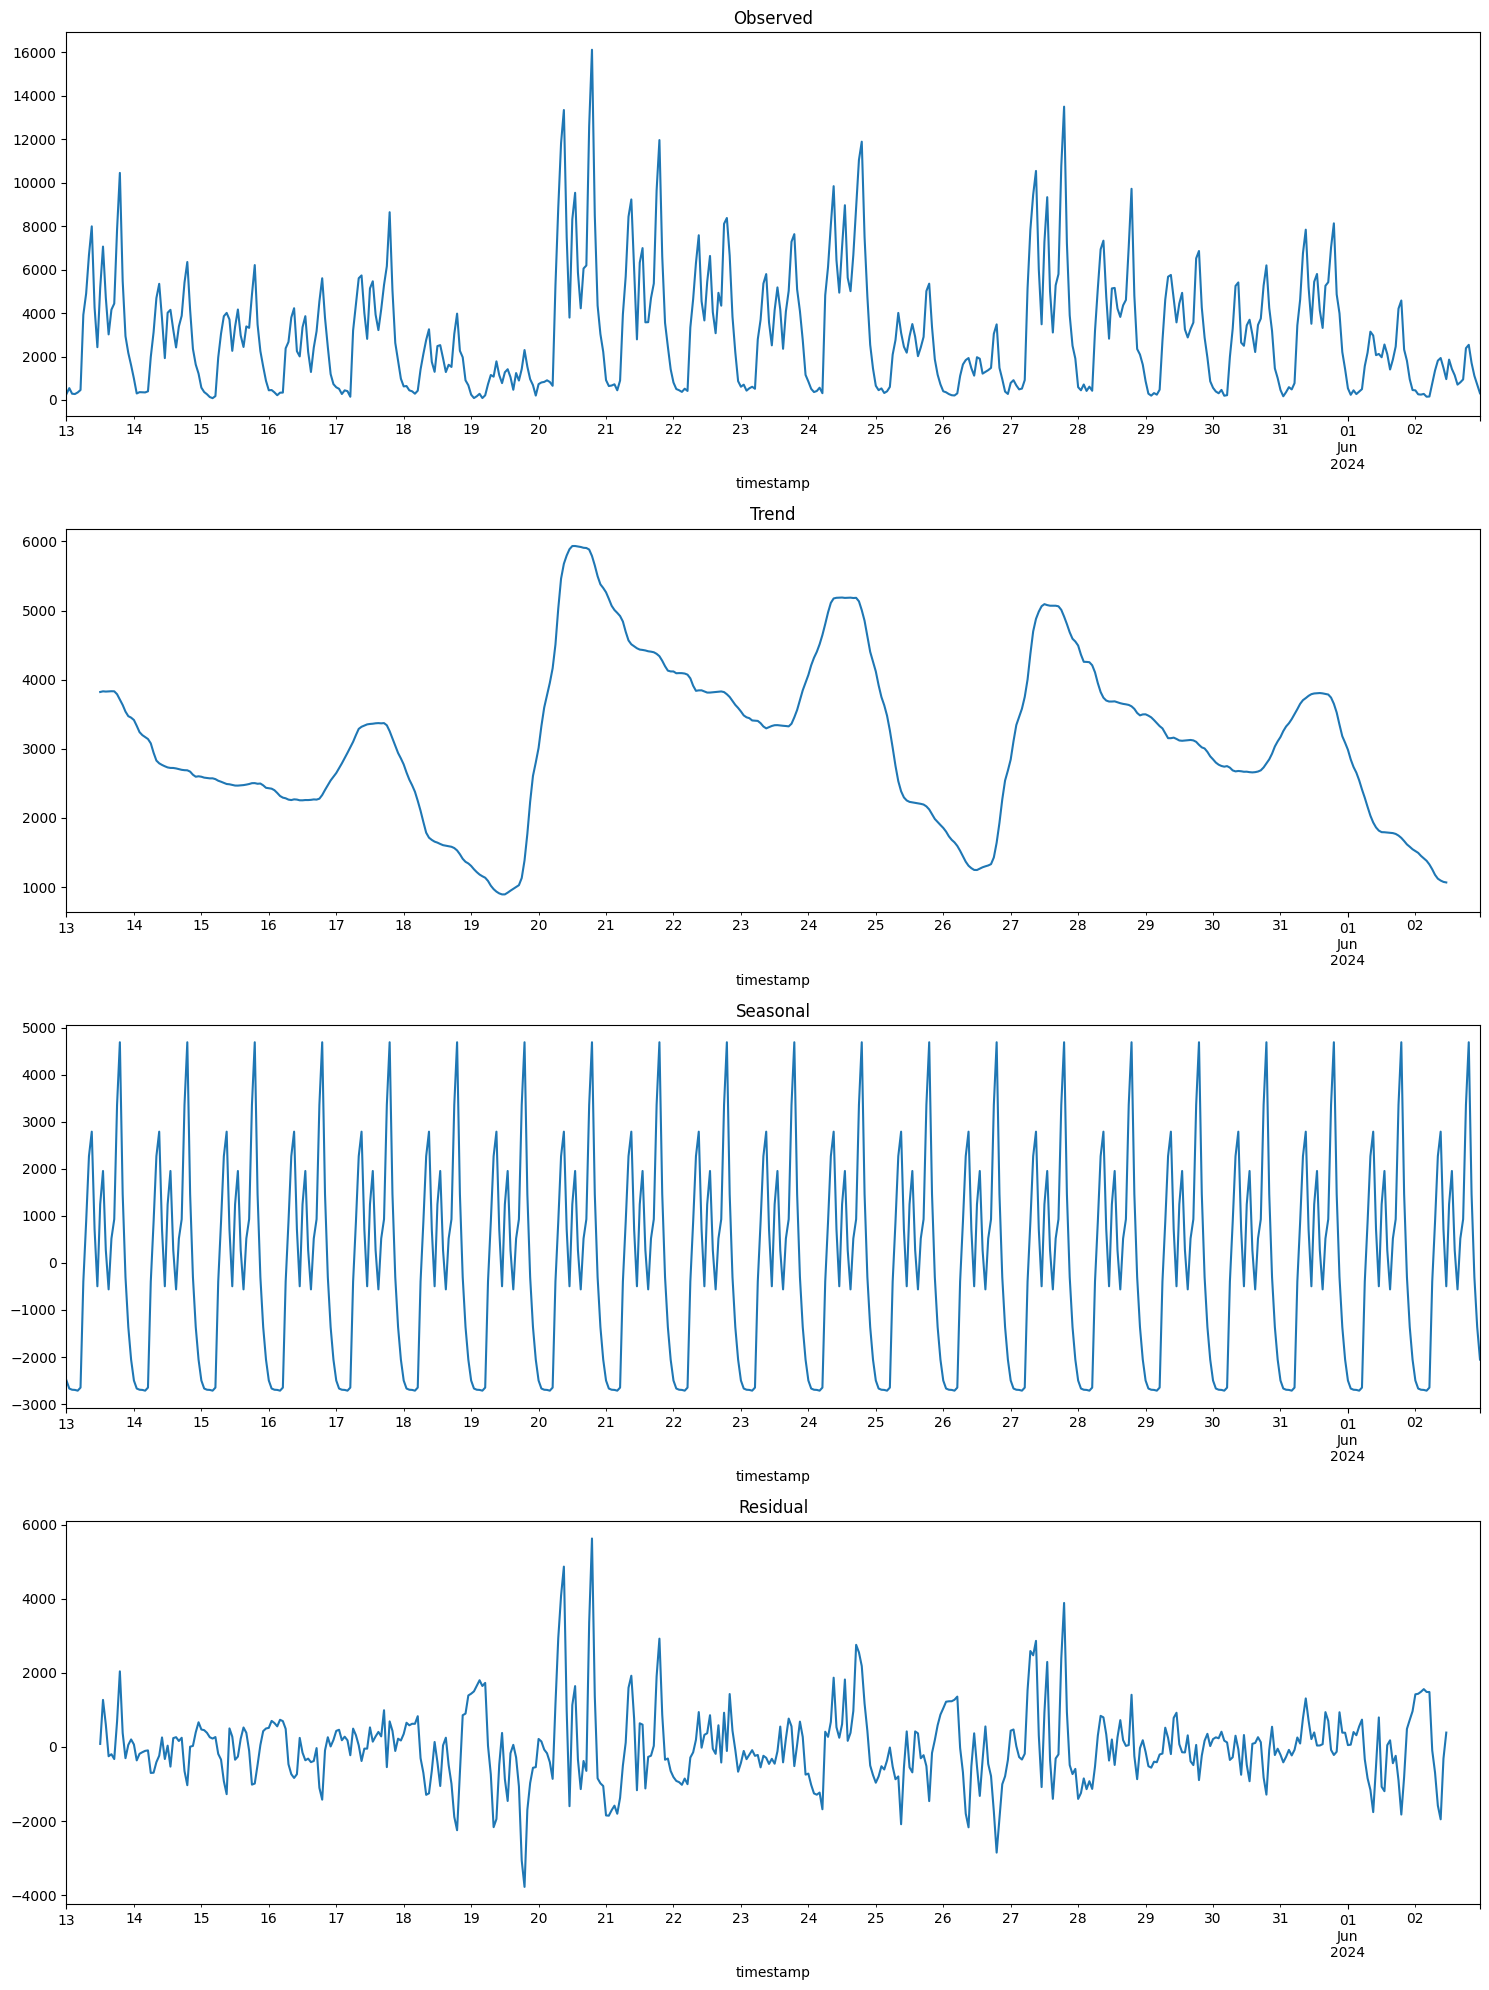 Observed
16000
14000
12000
10000
8000
6000
4000
2000
0
13 14 15 16 17 18 19 20 21 22 23 24 25 26 27 28 29 30 31 01 02
Jun
2024
timestamp
Trend
6000
5000
4000
3000
2000
1000
13 14 15 16 17 18 19 20 21 22 23 24 25 26 27 28 29 30 31 01 02
Jun
2024
timestamp
Seasonal
5000
4000
3000
2000
1000
0
−1000
−2000
−3000
13 14 15 16 17 18 19 20 21 22 23 24 25 26 27 28 29 30 31 01 02
Jun
2024
timestamp
Residual
6000
4000
2000
0
−2000
−4000
13 14 15 16 17 18 19 20 21 22 23 24 25 26 27 28 29 30 31 01 02
Jun
2024
timestamp